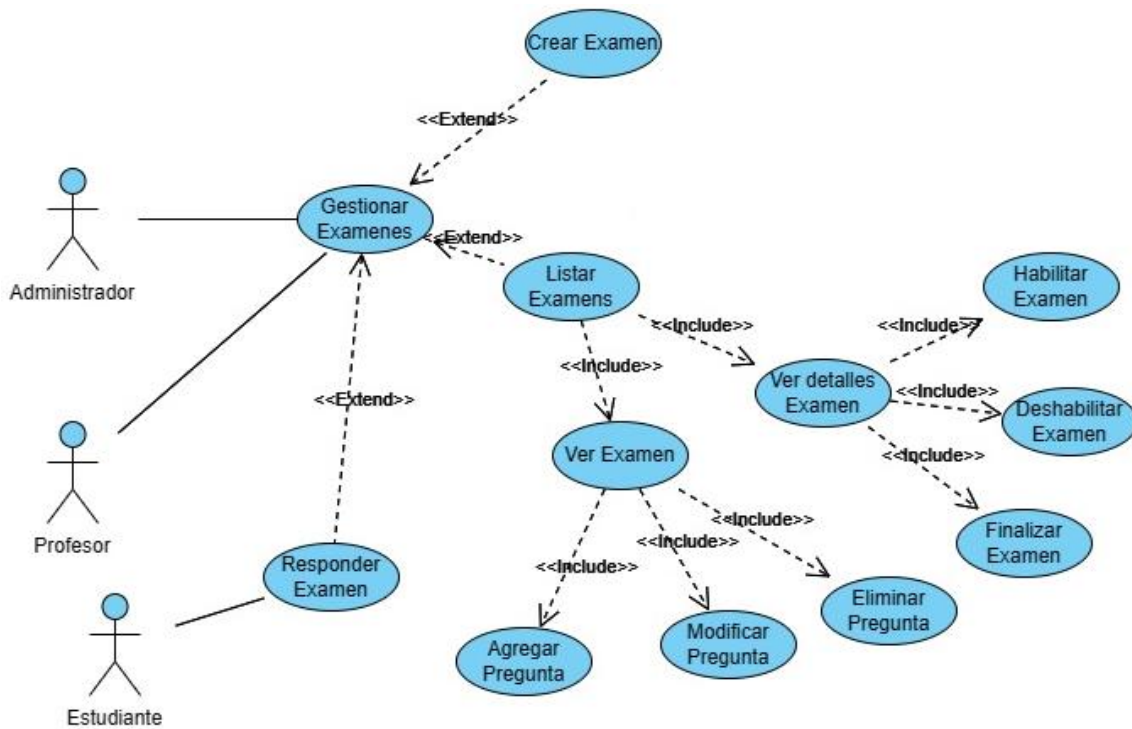 Crear Examen
<<Extend>>
Gestionar
Examenes
<<Extend>>
Administrador
Listar
Examens
Habilitar
Examen
<<Include>>
<<Include>>
<<Include>>
Ver detalles
Examen
<<Include>>
Deshabilitar
Examen
<<Extend>>
Ver Examen
<<Include>>
Profesor
<<Include>>
<<Include>>
<<Include>>
Finalizar
Examen
Responder
Examen
Eliminar
Pregunta
Agregar
Pregunta
Modificar
Pregunta
Estudiante